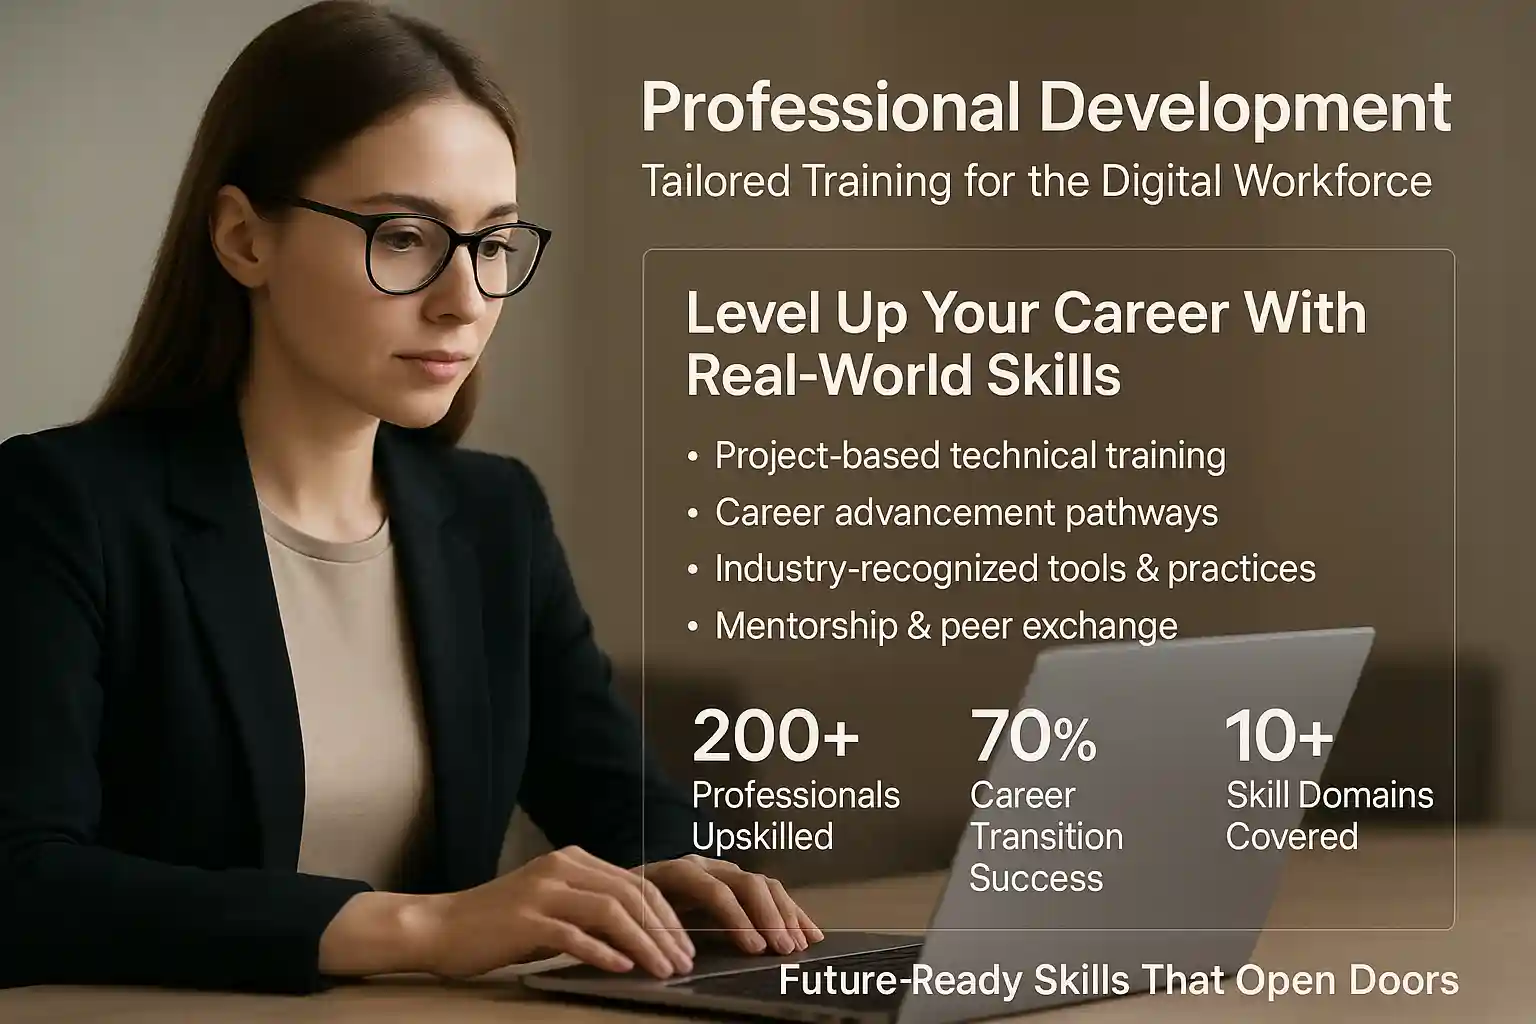 Professional Development
Tailored Training for the Digital Workforce
Level Up Your Career With
Real-World Skills
• Project-based technical training
• Career advancement pathways
• Industry-recognized tools & practices
• Mentorship & peer exchange
200+
Professionals
Upskilled
70%
Career
Transition
Success
10+
Skill Domains
Covered
Future-Ready Skills That Open Doors